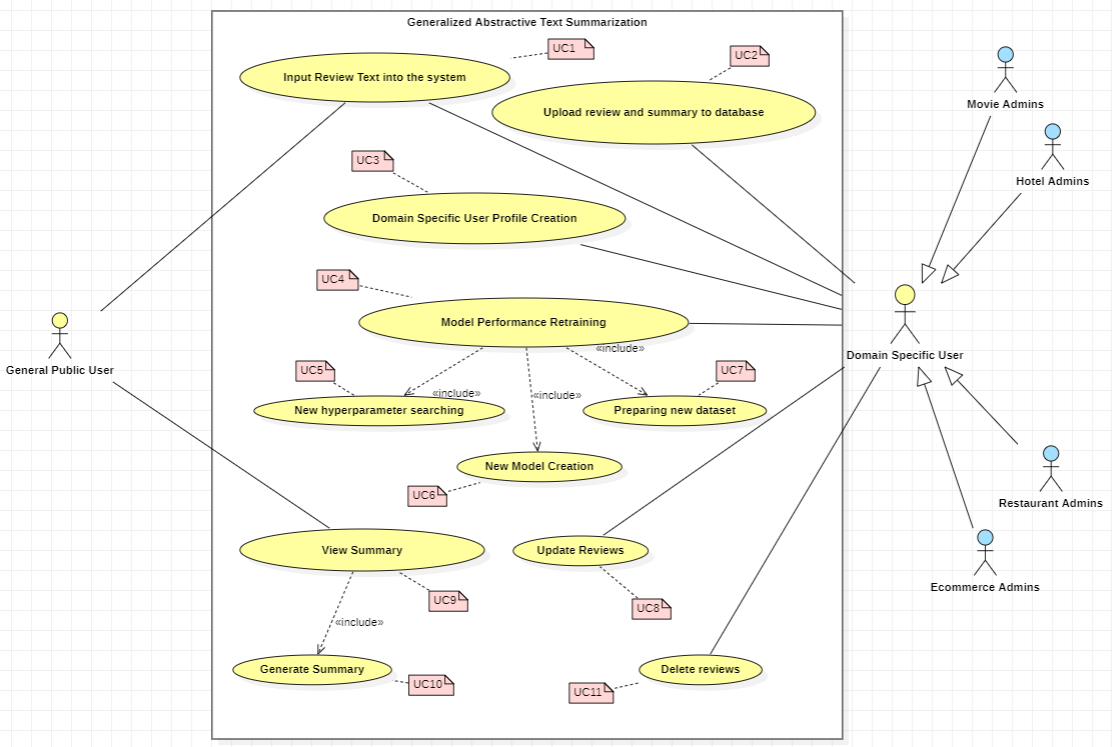 Generalized Abstractive Text Summarization
UC1
UC2
Input Review Text into the system
Upload review and summary to database
Movie Admins
Hotel Admins
UC3
Domain Specific User Profile Creation
UC4
Model Performance Retraining
«include»
General Public User
Domain Specific User
UC5
UC7
«include»
«include»
New hyperparameter searching
Preparing new dataset
New Model Creation
UC6
Restaurant Admins
View Summary
Update Reviews
Ecommerce Admins
UC9
UC8
«include»
Generate Summary
Delete reviews
UC10
UC11